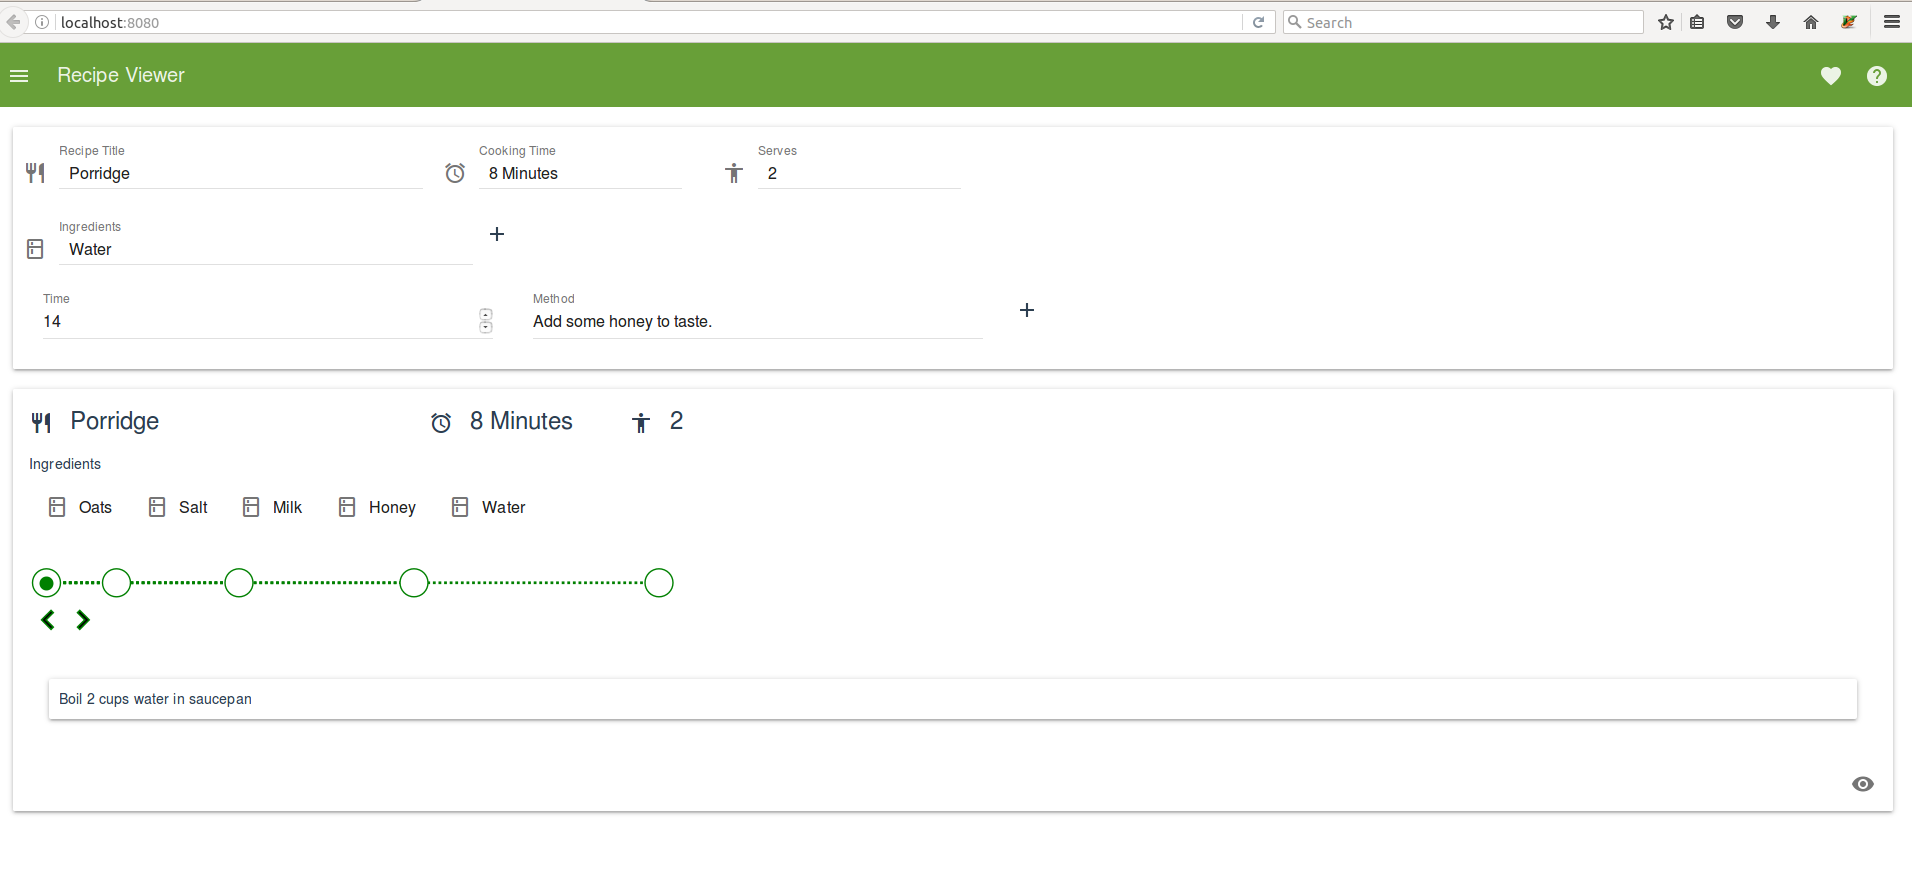 localhost:8080
Search
Recipe Viewer
Recipe Title
Cooking Time
Serves
Porridge
8 Minutes
2
Ingredients
Water
Time
Method
14
Add some honey to taste.
Porridge
8 Minutes
2
Ingredients
Oats
Salt
Milk
Honey
Water
Boil 2 cups water in saucepan